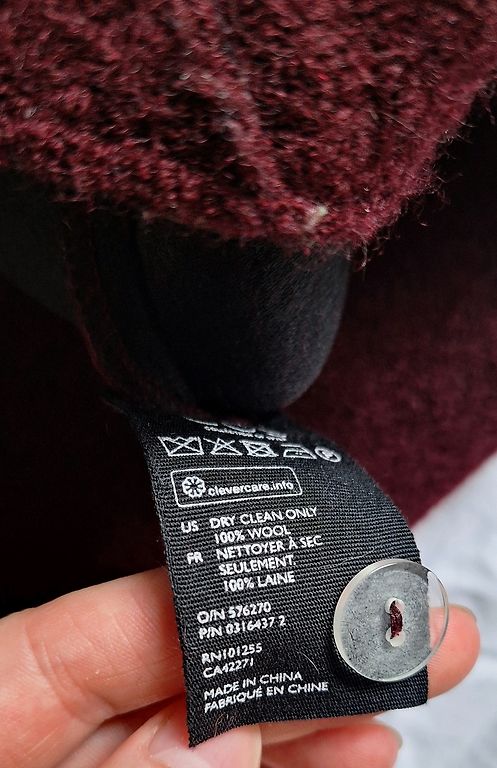 clevercare.info
US DRY CLEAN ONLY
100% WOOL
FR NETTOYER À SEC
SEULEMENT.
100% LAINE
O/N 576270
P/N 0316437 2
RN101255
CA42271
MADE IN CHINA
FABRIQUÉ EN CHINE